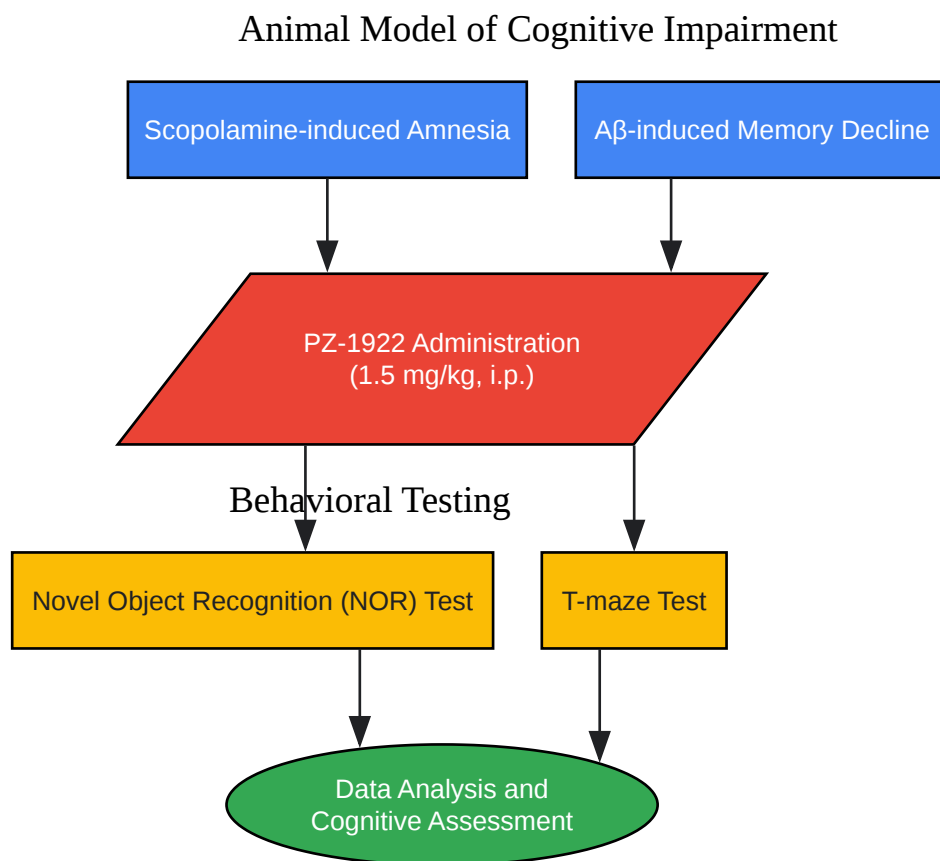 Animal Model of Cognitive Impairment
Scopolamine-induced Amnesia
Aβ-induced Memory Decline
PZ-1922 Administration
(1.5 mg/kg, i.p.)
Behavioral Testing
Novel Object Recognition (NOR) Test
T-maze Test
Data Analysis and
Cognitive Assessment